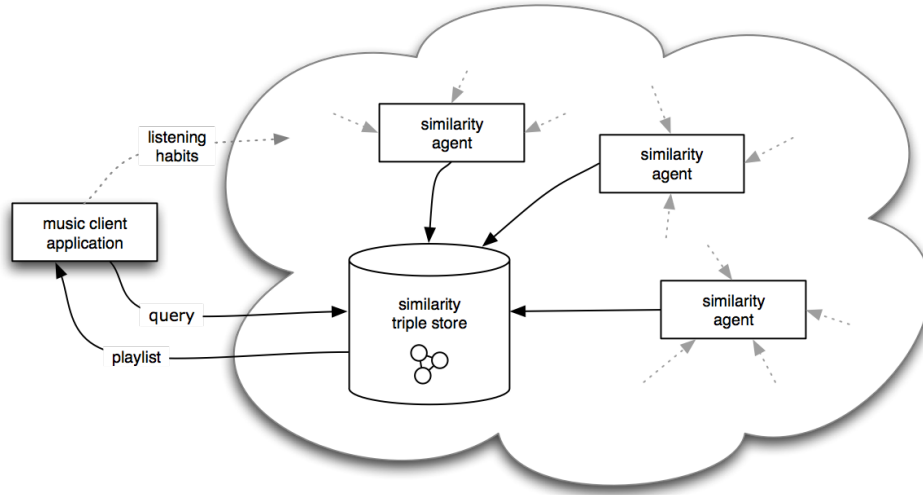 listening
habits
similarity
agent
similarity
agent
music client
application
similarity
triple store
similarity
agent
query
playlist